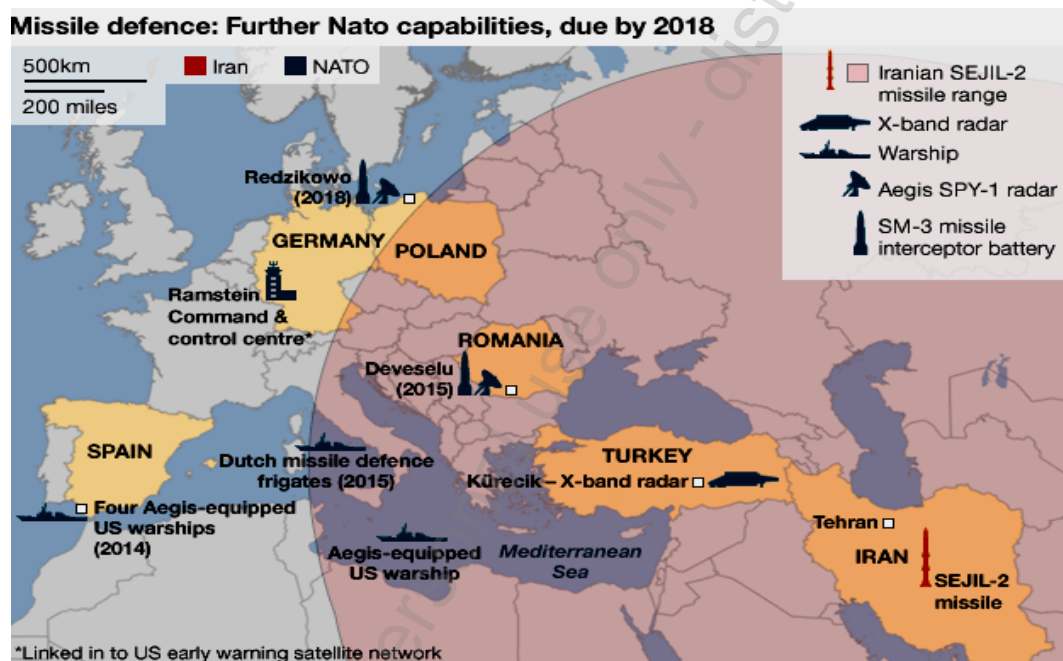 Missile defence: Further Nato capabilities, due by 2018
500km
200 miles
Iran
NATO
Iranian SEJIL-2
missile range
X-band radar
Warship
Aegis SPY-1 radar
SM-3 missile
interceptor battery
Redzikowo
(2018)
GERMANY
POLAND
Ramstein
Command &
control centre*
ROMANIA
Deveselu
(2015)
SPAIN
Dutch missile defence
frigates (2015)
TURKEY
Kürecik – X-band radar
Four Aegis-equipped
US warships
(2014)
Tehran
Aegis-equipped
US warship
Mediterranean
Sea
IRAN
SEJIL-2
missile
*Linked in to US early warning satellite network
use only - dist